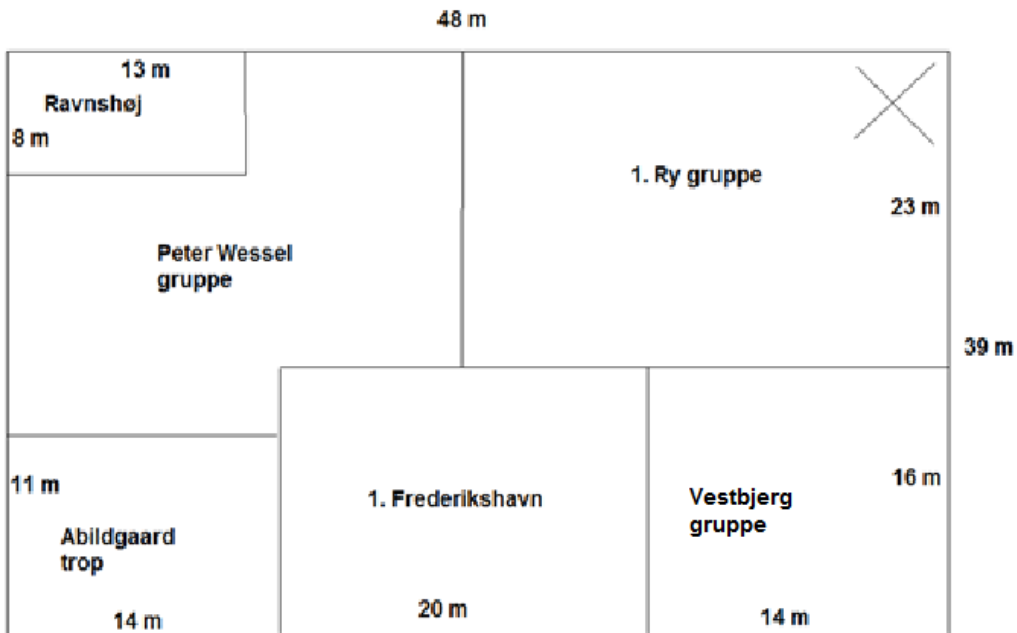 48 m
13 m
Ravnshøj
8 m
1. Ry gruppe
23 m
Peter Wessel
gruppe
39 m
11 m
1. Frederikshavn
16 m
Vestbjerg
gruppe
Abildgaard
trop
14 m
20 m
14 m